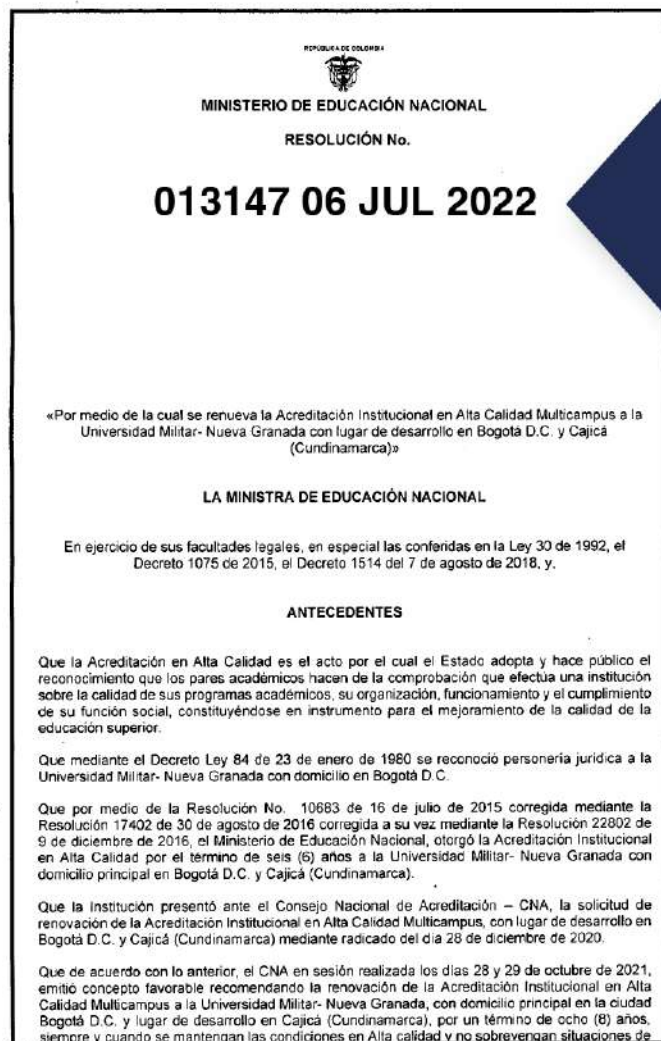 REPÚBLICA DE COLOMBIA
MINISTERIO DE EDUCACIÓN NACIONAL
RESOLUCIÓN No.
013147 06 JUL 2022
«Por medio de la cual se renueva la Acreditación Institucional en Alta Calidad Multicampus a la
Universidad Militar- Nueva Granada con lugar de desarrollo en Bogotá D.C. y Cajicá
(Cundinamarca)»
LA MINISTRA DE EDUCACIÓN NACIONAL
En ejercicio de sus facultades legales, en especial las conferidas en la Ley 30 de 1992, el
Decreto 1075 de 2015, el Decreto 1514 del 7 de agosto de 2018, y,
ANTECEDENTES
Que la Acreditación en Alta Calidad es el acto por el cual el Estado adopta y hace público el
reconocimiento que los pares académicos hacen de la comprobación que efectúa una institución
sobre la calidad de sus programas académicos, su organización, funcionamiento y el cumplimiento
de su función social, constituyéndose en instrumento para el mejoramiento de la calidad de la
educación superior.
Que mediante el Decreto Ley 84 de 23 de enero de 1980 se reconoció personería jurídica a la
Universidad Militar- Nueva Granada con domicilio en Bogotá D.C.
Que por medio de la Resolución No. 10683 de 16 de julio de 2015 corregida mediante la
Resolución 17402 de 30 de agosto de 2016 corregida a su vez mediante la Resolución 22802 de
9 de diciembre de 2016, el Ministerio de Educación Nacional, otorgó la Acreditación Institucional
en Alta Calidad por el término de seis (6) años a la Universidad Militar- Nueva Granada con
domicilio principal en Bogotá D.C. y Cajicá (Cundinamarca).
Que la Institución presentó ante el Consejo Nacional de Acreditación – CNA, la solicitud de
renovación de la Acreditación Institucional en Alta Calidad Multicampus, con lugar de desarrollo en
Bogotá D.C. y Cajicá (Cundinamarca) mediante radicado del día 28 de diciembre de 2020.
Que de acuerdo con lo anterior, el CNA en sesión realizada los días 28 y 29 de octubre de 2021,
emitió concepto favorable recomendando la renovación de la Acreditación Institucional en Alta
Calidad Multicampus a la Universidad Militar- Nueva Granada, con domicilio principal en la ciudad
Bogotá D.C. y lugar de desarrollo en Cajicá (Cundinamarca), por un término de ocho (8) años,
siempre y cuando se mantengan las condiciones en Alta calidad y no sobrevengan situaciones de